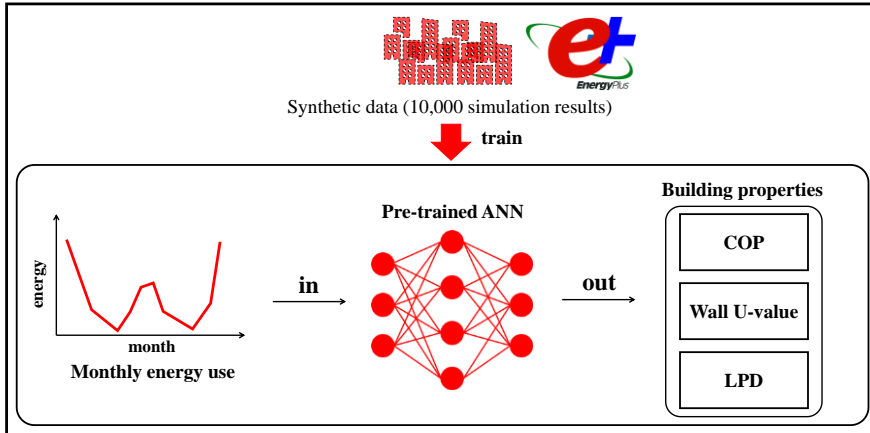 e+
EnergyPlus
Synthetic data (10,000 simulation results)
train
Building properties
Pre-trained ANN
COP
energy
in
out
Wall U-value
month
Monthly energy use
LPD